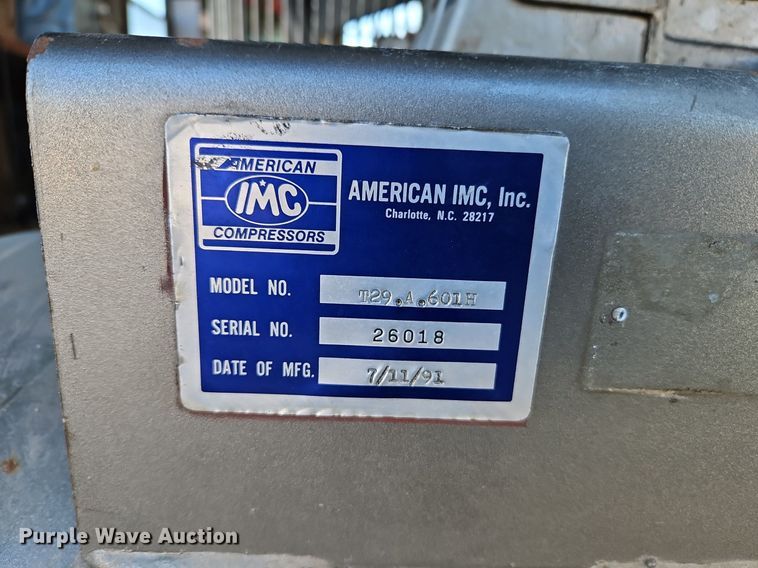 AMERICAN
IMC
COMPRESSORS
AMERICAN IMC, Inc.
Charlotte, N.C. 28217
MODEL NO. T29.A.601H
SERIAL NO. 26018
DATE OF MFG. 7/11/91
Purple Wave Auction